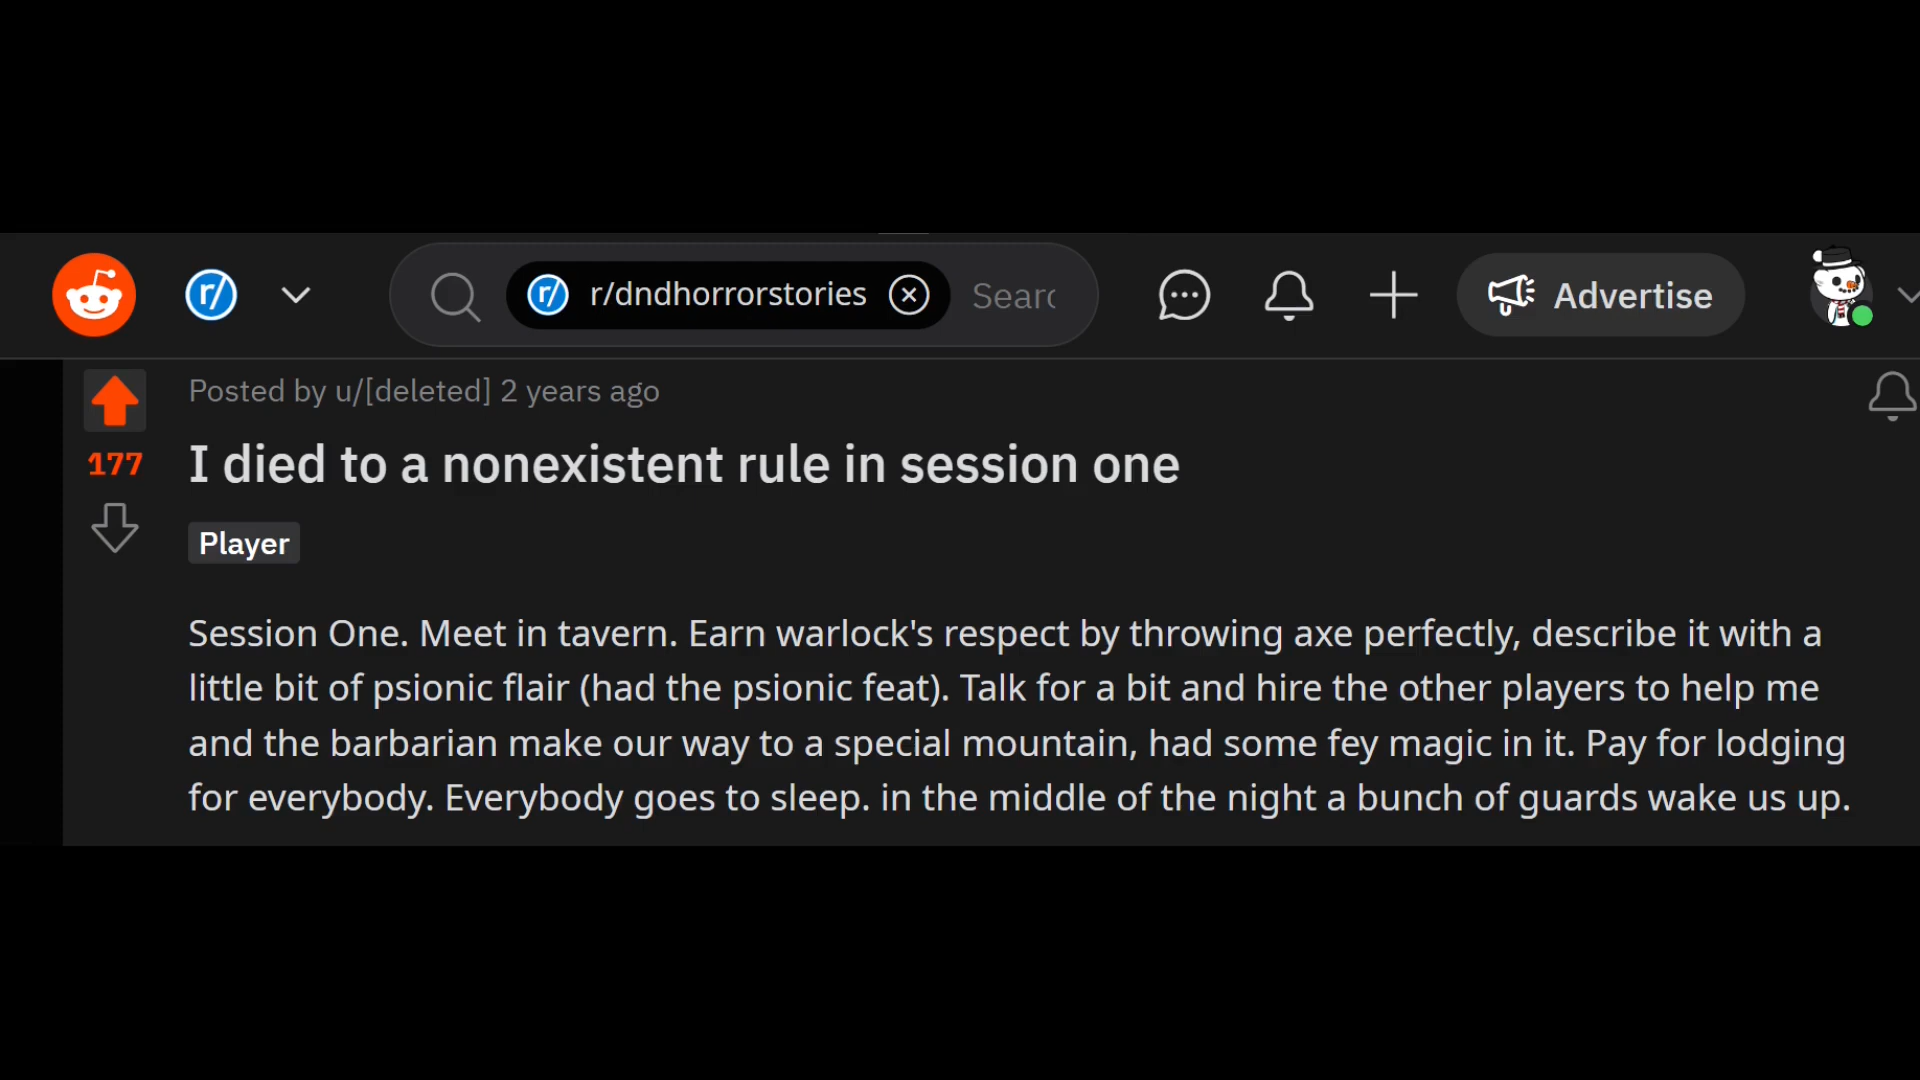 r/ r/ r/dndhorrorstories Searc Advertise
Posted by u/[deleted] 2 years ago
177 I died to a nonexistent rule in session one
Player
Session One. Meet in tavern. Earn warlock's respect by throwing axe perfectly, describe it with a
little bit of psionic flair (had the psionic feat). Talk for a bit and hire the other players to help me
and the barbarian make our way to a special mountain, had some fey magic in it. Pay for lodging
for everybody. Everybody goes to sleep. in the middle of the night a bunch of guards wake us up.